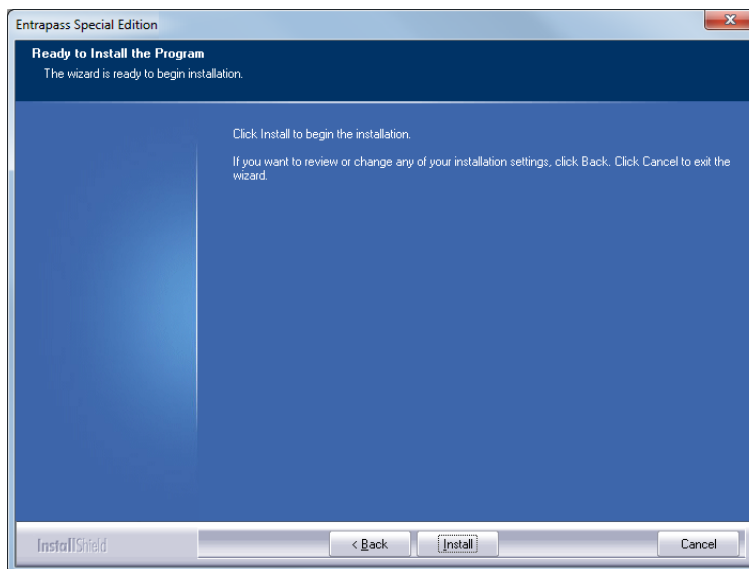 Entrapass Special Edition
Ready to Install the Program
The wizard is ready to begin installation.
Click Install to begin the installation.
If you want to review or change any of your installation settings, click Back. Click Cancel to exit the
wizard.
InstallShield
< Back
Install
Cancel